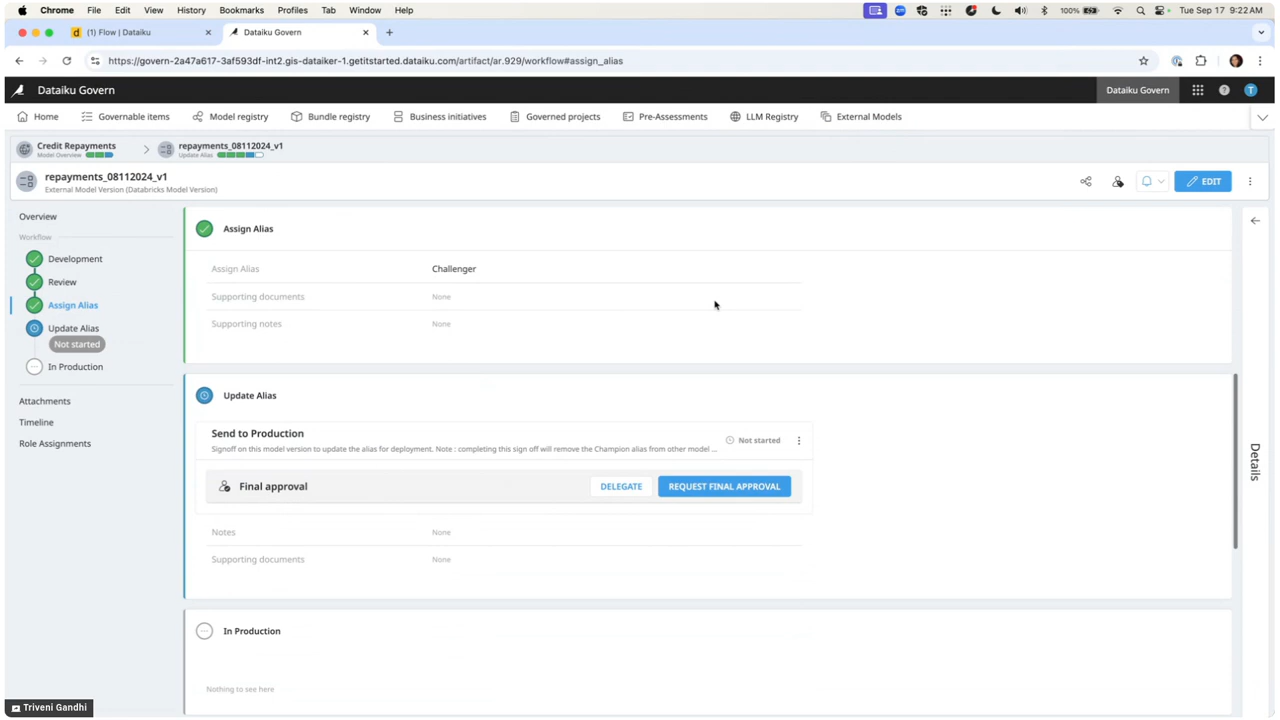 Chrome File Edit View History Bookmarks Profiles Tab Window Help 100% Tue Sep 17 9:22 AM
(1) Flow | Dataiku
Dataiku Govern
https://govern-2a47a617-3af593df-int2.gis-dataiker-1.getitstarted.dataiku.com/artifact/ar.929/workflow#assign_alias
Dataiku Govern
Dataiku Govern
T
Home Governable items Model registry Bundle registry Business initiatives Governed projects Pre-Assessments LLM Registry External Models
Credit Repayments
Model Overview
repayments_08112024_v1
Update Alias
repayments_08112024_v1
External Model Version (Databricks Model Version)
EDIT
Overview
Workflow
Development
Review
Assign Alias
Update Alias
Not started
In Production
Attachments
Timeline
Role Assignments
Assign Alias
Assign Alias Challenger
Supporting documents None
Supporting notes None
Update Alias
Send to Production
Signoff on this model version to update the alias for deployment. Note : completing this sign off will remove the Champion alias from other model ...
Not started
Final approval DELEGATE REQUEST FINAL APPROVAL
Notes None
Supporting documents None
In Production
Nothing to see here
Details
Triveni Gandhi